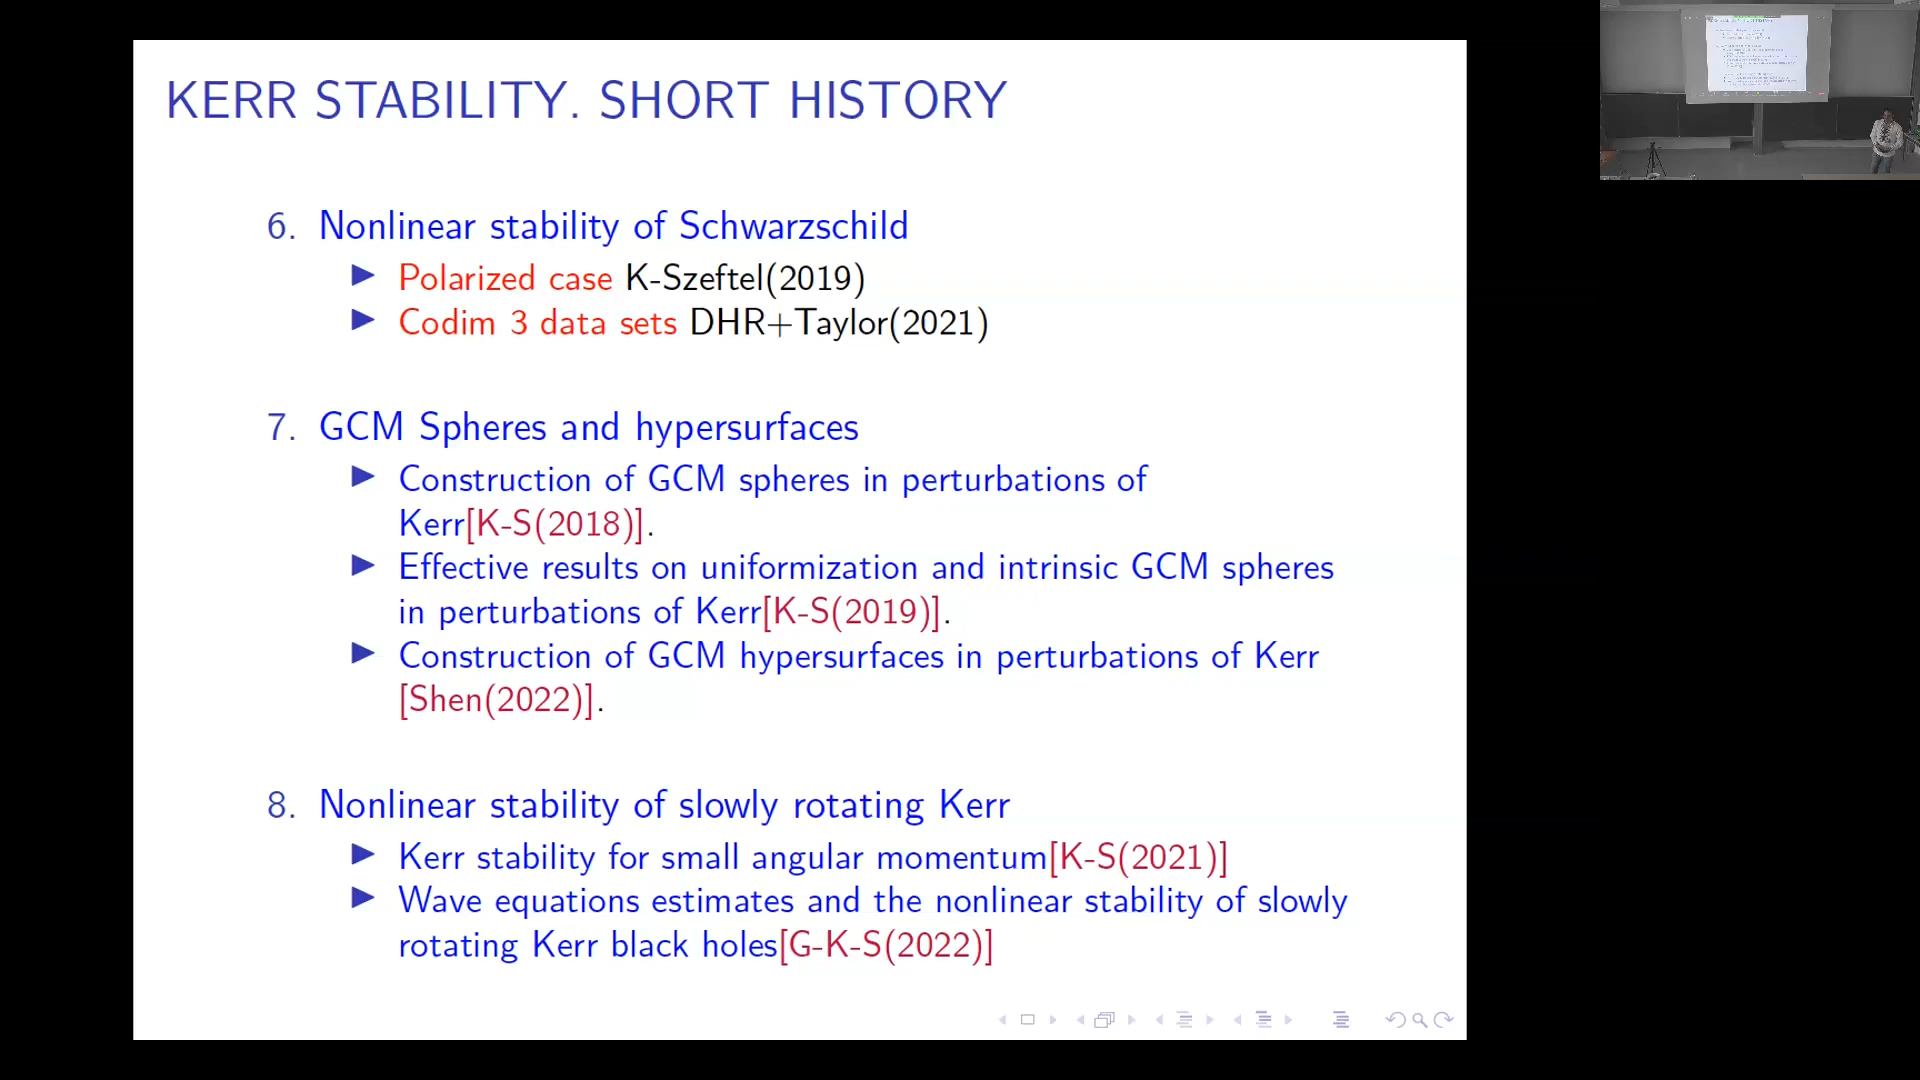 KERR STABILITY. SHORT HISTORY
6. Nonlinear stability of Schwarzschild
▶ Polarized case K-Szeftel(2019)
▶ Codim 3 data sets DHR+Taylor(2021)
7. GCM Spheres and hypersurfaces
▶ Construction of GCM spheres in perturbations of
Kerr[K-S(2018)].
▶ Effective results on uniformization and intrinsic GCM spheres
in perturbations of Kerr[K-S(2019)].
▶ Construction of GCM hypersurfaces in perturbations of Kerr
[Shen(2022)].
8. Nonlinear stability of slowly rotating Kerr
▶ Kerr stability for small angular momentum[K-S(2021)]
▶ Wave equations estimates and the nonlinear stability of slowly
rotating Kerr black holes[G-K-S(2022)]